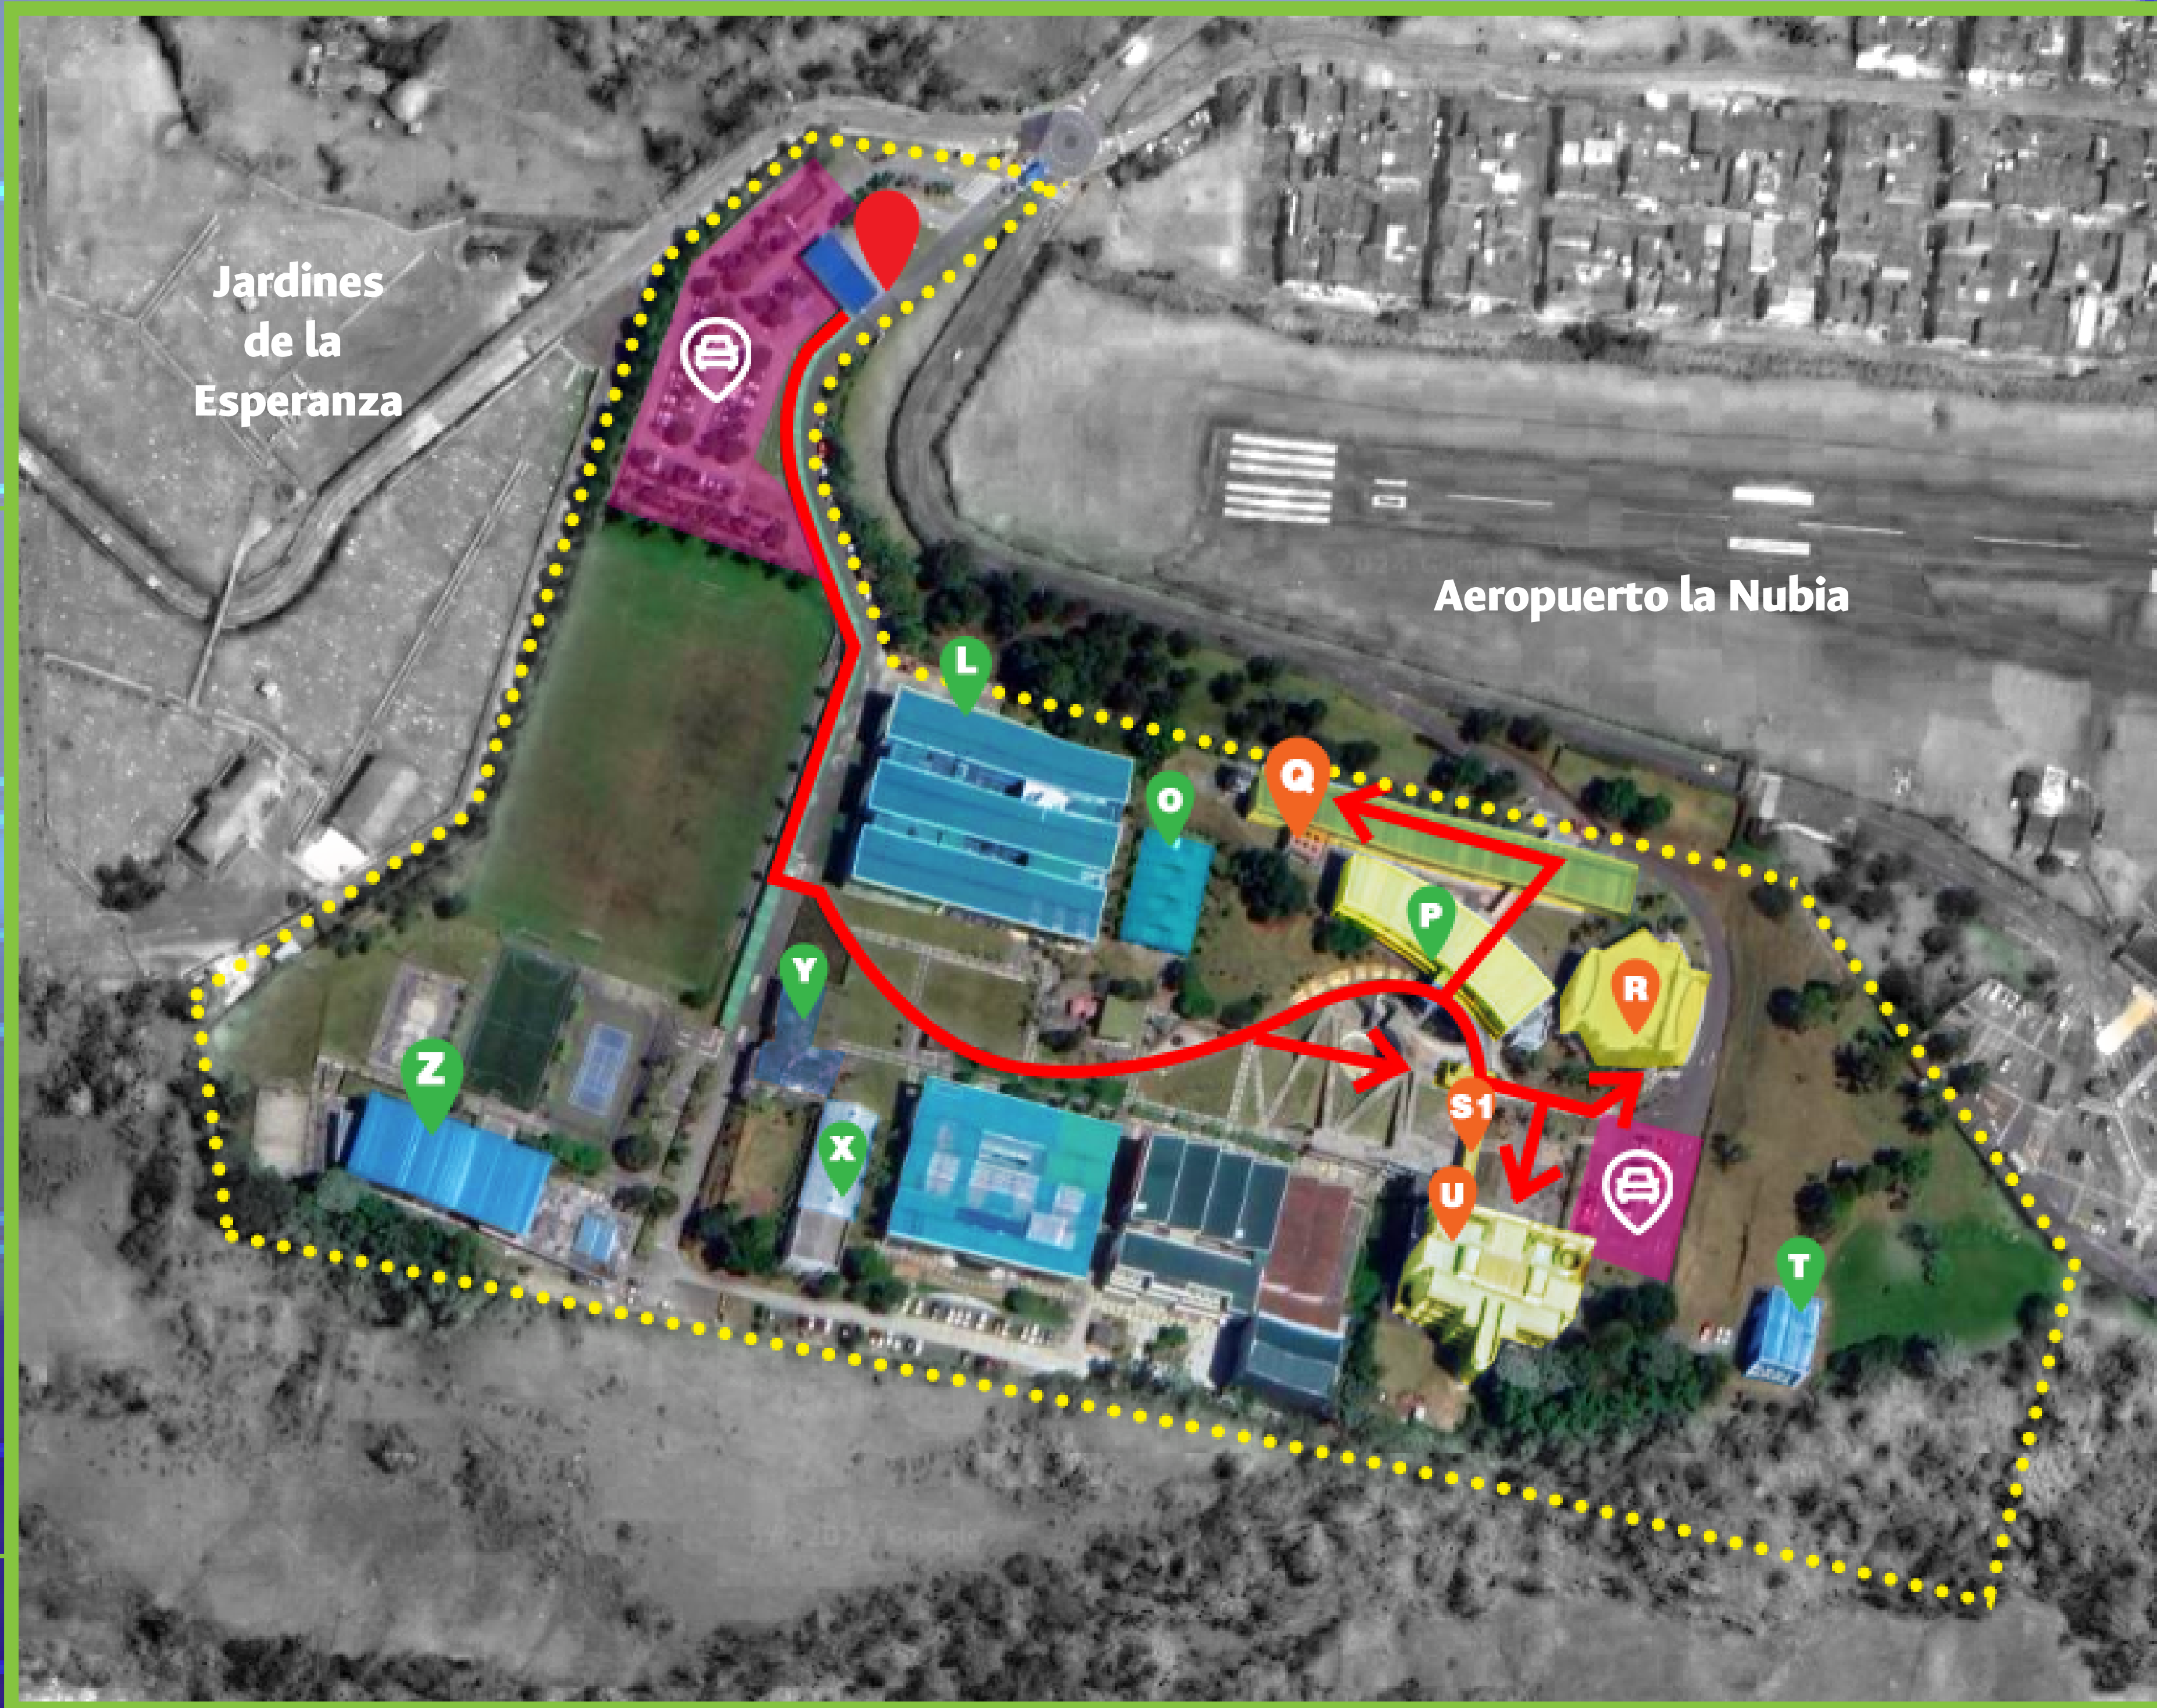 Jardines
de la
Esperanza
Aeropuerto la Nubia
L
Q
O
P
Y
R
Z
S1
X
U
T